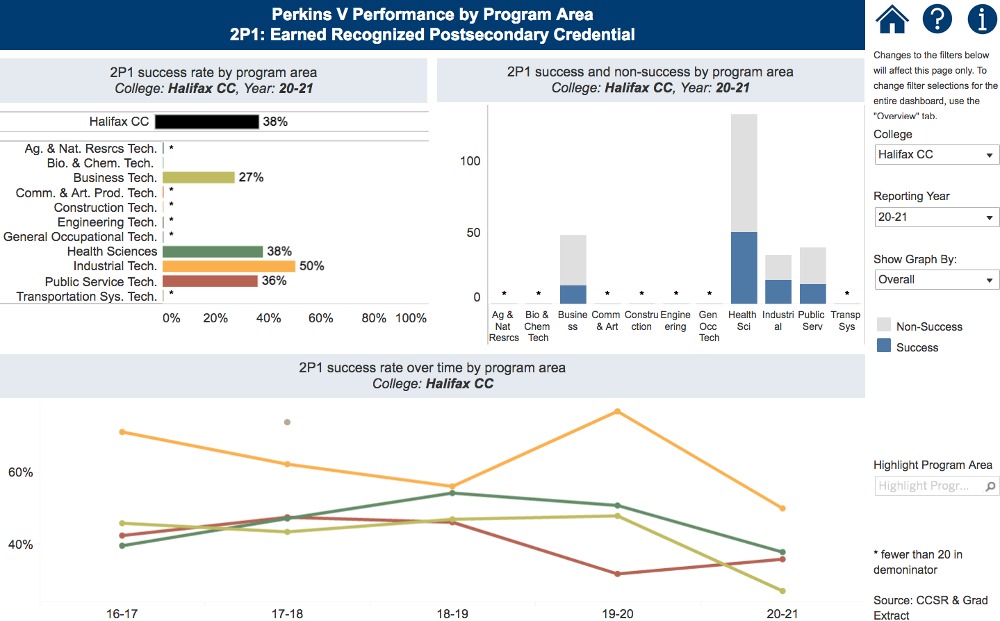 Perkins V Performance by Program Area
2P1: Earned Recognized Postsecondary Credential
Changes to the filters below
will affect this page only. To
change filter selections for the
entire dashboard, use the
"Overview" tab.
2P1 success rate by program area
College: Halifax CC, Year: 20-21
Halifax CC 38%
Ag. & Nat. Resrcs Tech. *
Bio. & Chem. Tech.
Business Tech. 27%
Comm. & Art. Prod. Tech. *
Construction Tech. *
Engineering Tech. *
General Occupational Tech. *
Health Sciences 38%
Industrial Tech. 50%
Public Service Tech. 36%
Transportation Sys. Tech. *
0% 20% 40% 60% 80% 100%
2P1 success and non-success by program area
College: Halifax CC, Year: 20-21
100
50
0
* * * * * * *
Ag & Bio & Busine Comm Constru Engine Gen Health Industri Public Transp
Nat Chem ss & Art ction ering Occ Sci al Serv Sys
Resrcs Tech Tech
College
Halifax CC
Reporting Year
20-21
Show Graph By:
Overall
Non-Success
Success
2P1 success rate over time by program area
College: Halifax CC
60%
40%
16-17 17-18 18-19 19-20 20-21
Highlight Program Area
Highlight Progr...
* fewer than 20 in
demoninator
Source: CCSR & Grad
Extract